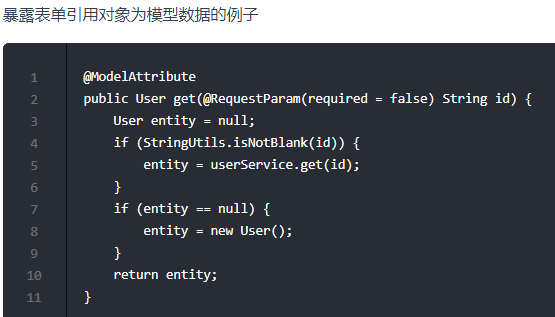 暴露表单引用对象为模型数据的例子
1 @ModelAttribute
2 public User get(@RequestParam(required = false) String id) {
3     User entity = null;
4     if (StringUtils.isNotBlank(id)) {
5         entity = userService.get(id);
6     }
7     if (entity == null) {
8         entity = new User();
9     }
10     return entity;
11 }